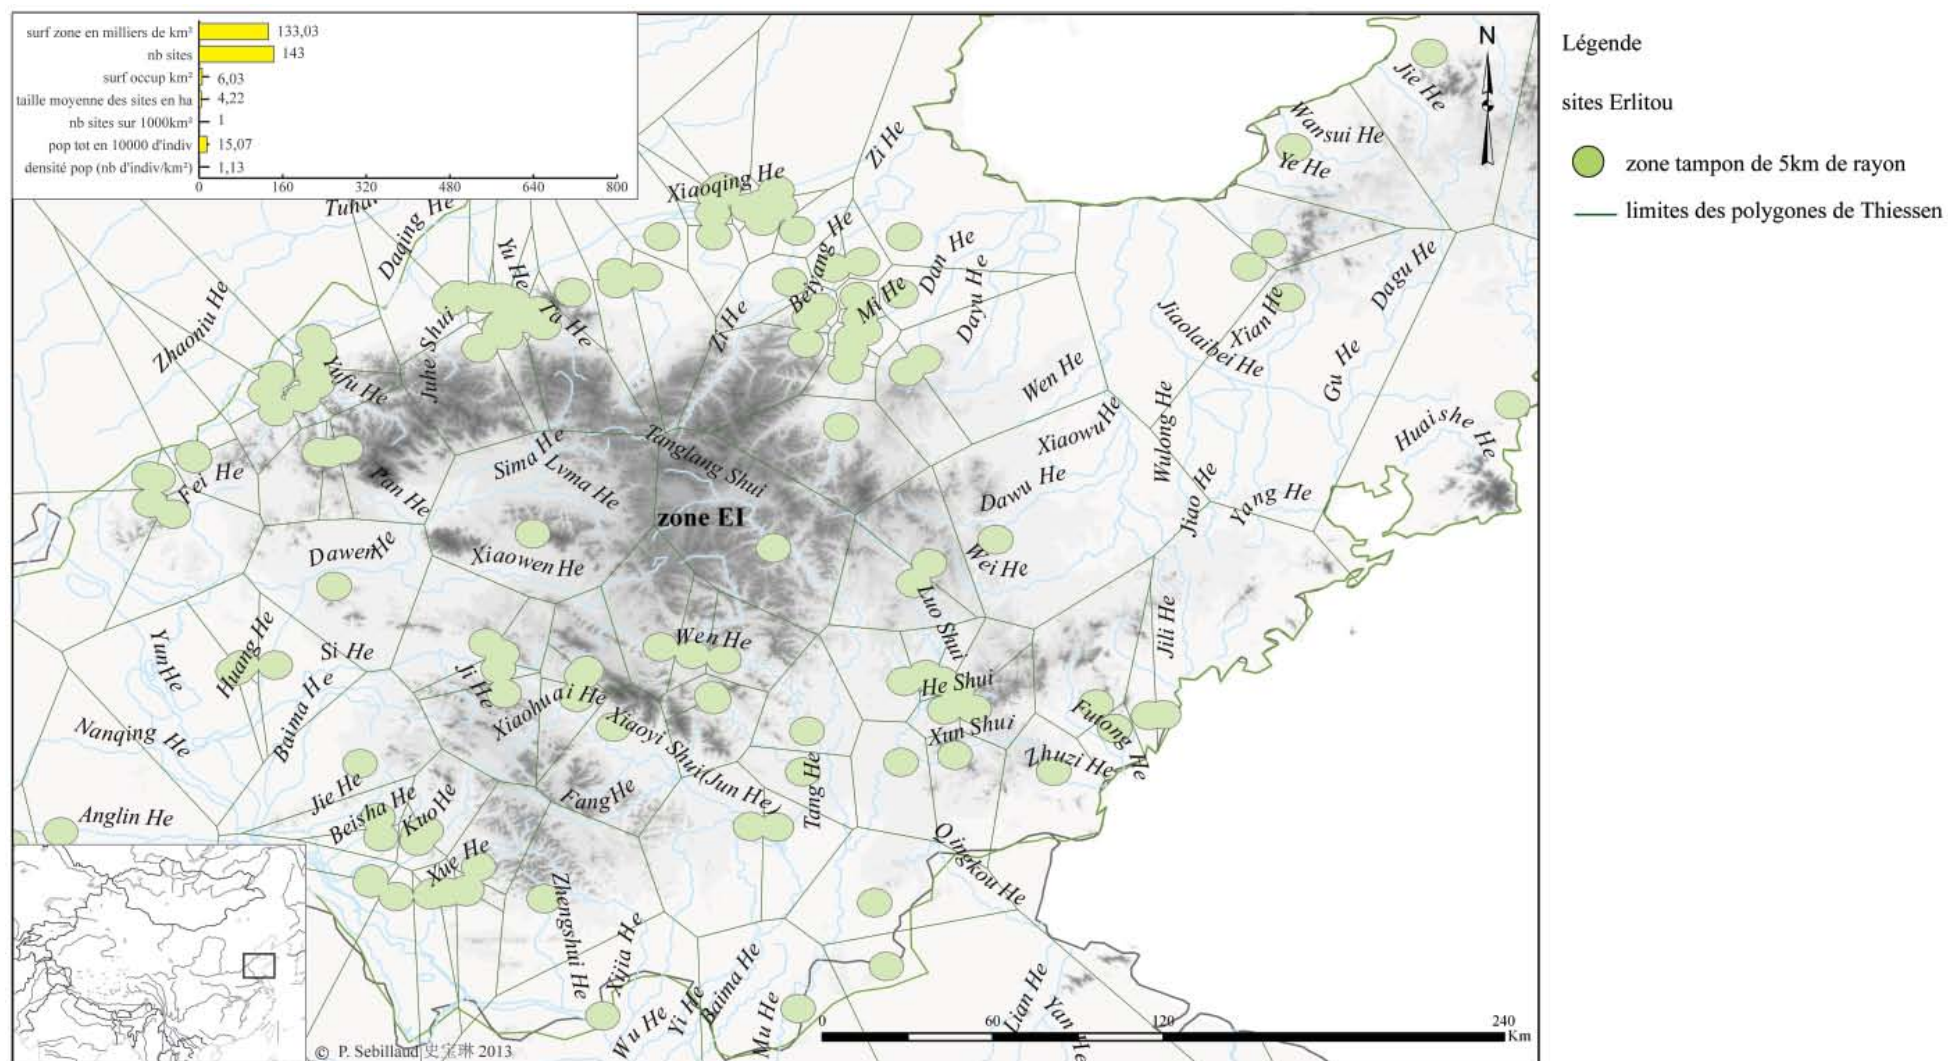 surf zone en milliers de km² 133,03
nb sites 143
surf occup km² 6,03
taille moyenne des sites en ha 4,22
nb sites sur 1000km² 1
pop tot en 10000 d'indiv 15,07
densité pop (nb d'indiv/km²) 1,13
0 160 320 480 640 800
Légende
sites Erlitou
zone tampon de 5km de rayon
limites des polygones de Thiessen
N
Jie He
Wansui He
Ye He
Zi He
Xiaoqing He
Daqing He
Yu He
Beiyang He
Dan He
Dayu He
Dagu He
Zhaoniu He
Juhe Shui
Ta He
Zi He
Mi He
Jiaolaibei He
Xian He
Gu He
Yufu He
Wen He
Xiaowu He
Wulong He
Huaishe He
Fei He
Pan He
Sima He
Lvma He
Tanglang Shui
Dawu He
Jiao He
Yang He
zone EI
Dawen He
Xiaowen He
Wei He
Luo Shui
Jili He
Yun He
Huang He
Si He
Wen He
Ji He
Baima He
Xiaohuai He
Xiaoyi Shui (Jun He)
He Shui
Xun Shui
Futong He
Zhuzi He
Nanqing He
Jie He
Beisha He
Kuo He
Fang He
Tang He
Anglin He
Xue He
Qingkou He
Zhengshui He
Xijia He
Wu He
Yi He
Baima He
Mu He
Lian He
Yan He
0 60 120 240
Km
© P. Sebillaud 史宝琳 2013